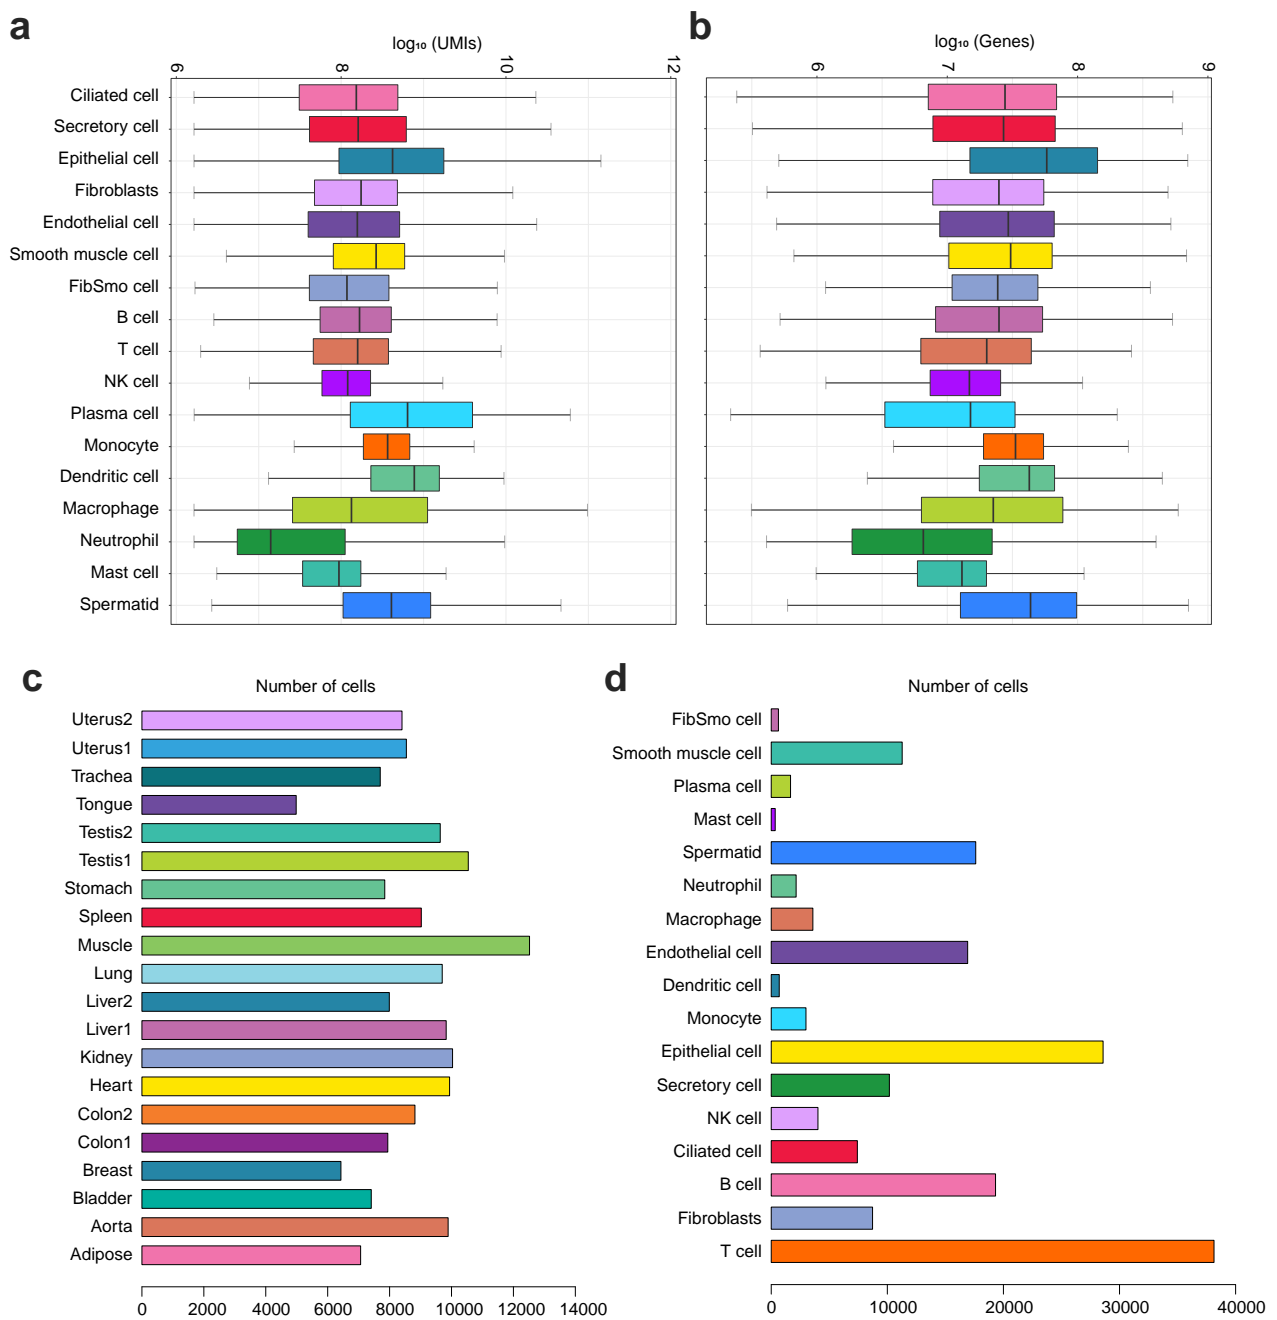 a
log₁₀ (UMIs)
6 8 10 12
Ciliated cell
Secretory cell
Epithelial cell
Fibroblasts
Endothelial cell
Smooth muscle cell
FibSmo cell
B cell
T cell
NK cell
Plasma cell
Monocyte
Dendritic cell
Macrophage
Neutrophil
Mast cell
Spermatid
b
log₁₀ (Genes)
6 7 8 9
c
Number of cells
Uterus2
Uterus1
Trachea
Tongue
Testis2
Testis1
Stomach
Spleen
Muscle
Lung
Liver2
Liver1
Kidney
Heart
Colon2
Colon1
Breast
Bladder
Aorta
Adipose
0 2000 4000 6000 8000 10000 12000 14000
d
Number of cells
FibSmo cell
Smooth muscle cell
Plasma cell
Mast cell
Spermatid
Neutrophil
Macrophage
Endothelial cell
Dendritic cell
Monocyte
Epithelial cell
Secretory cell
NK cell
Ciliated cell
B cell
Fibroblasts
T cell
0 10000 20000 30000 40000